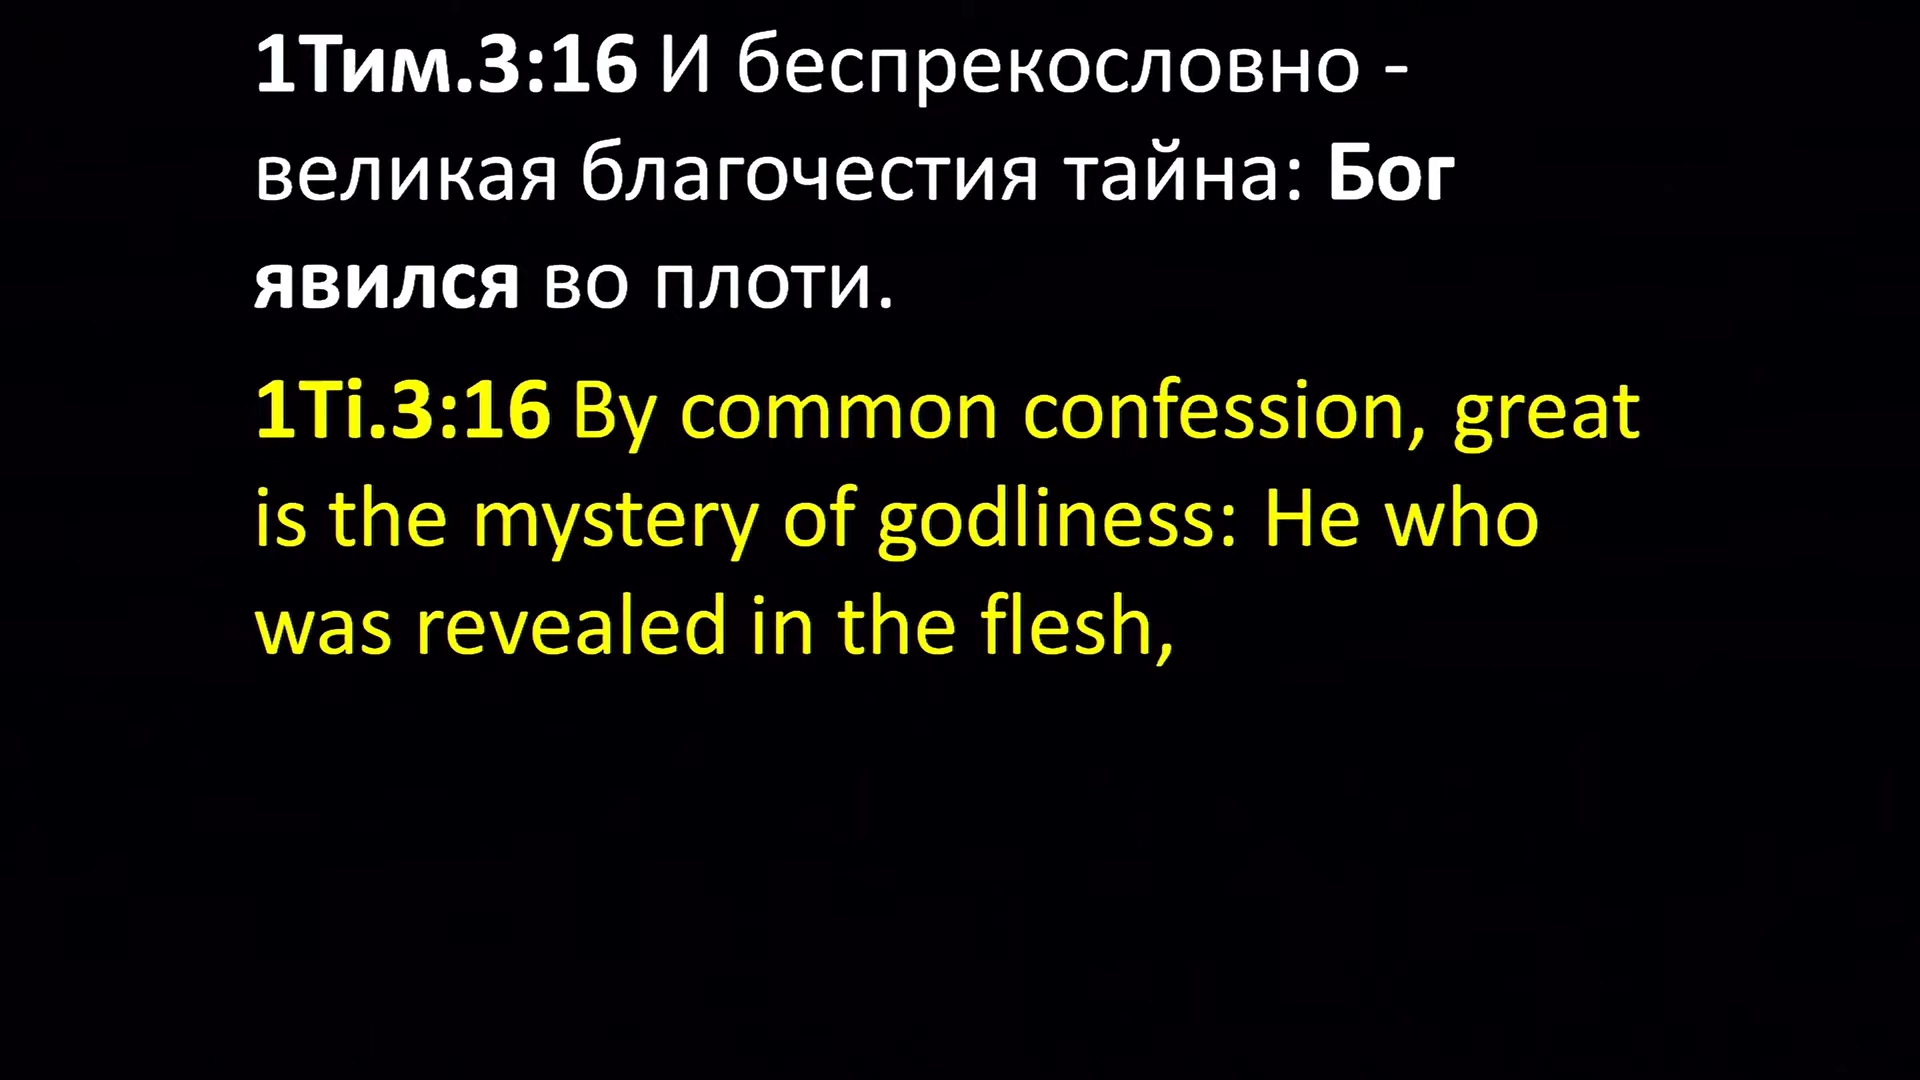 1Тим.3:16 И беспрекословно -
великая благочестия тайна: Бог
явился во плоти.
1Ti.3:16 By common confession, great
is the mystery of godliness: He who
was revealed in the flesh,